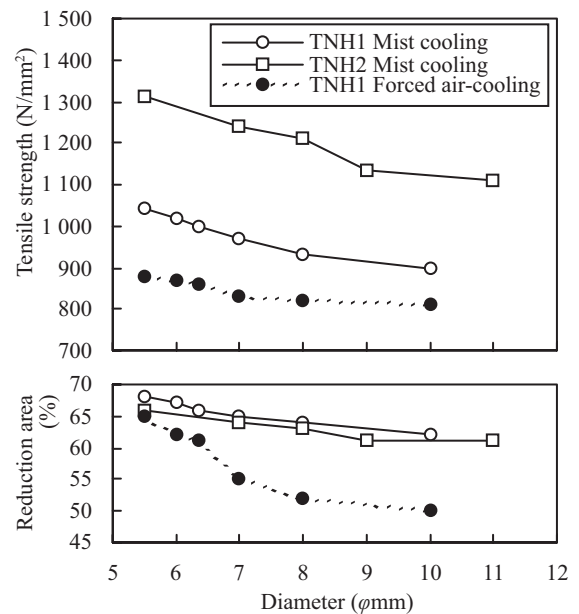 1 500
1 400
1 300
1 200
1 100
1 000
900
800
700
Tensile strength (N/mm²)
TNH1 Mist cooling
TNH2 Mist cooling
TNH1 Forced air-cooling
70
65
60
55
50
45
Reduction area
(%)
5 6 7 8 9 10 11 12
Diameter (φmm)